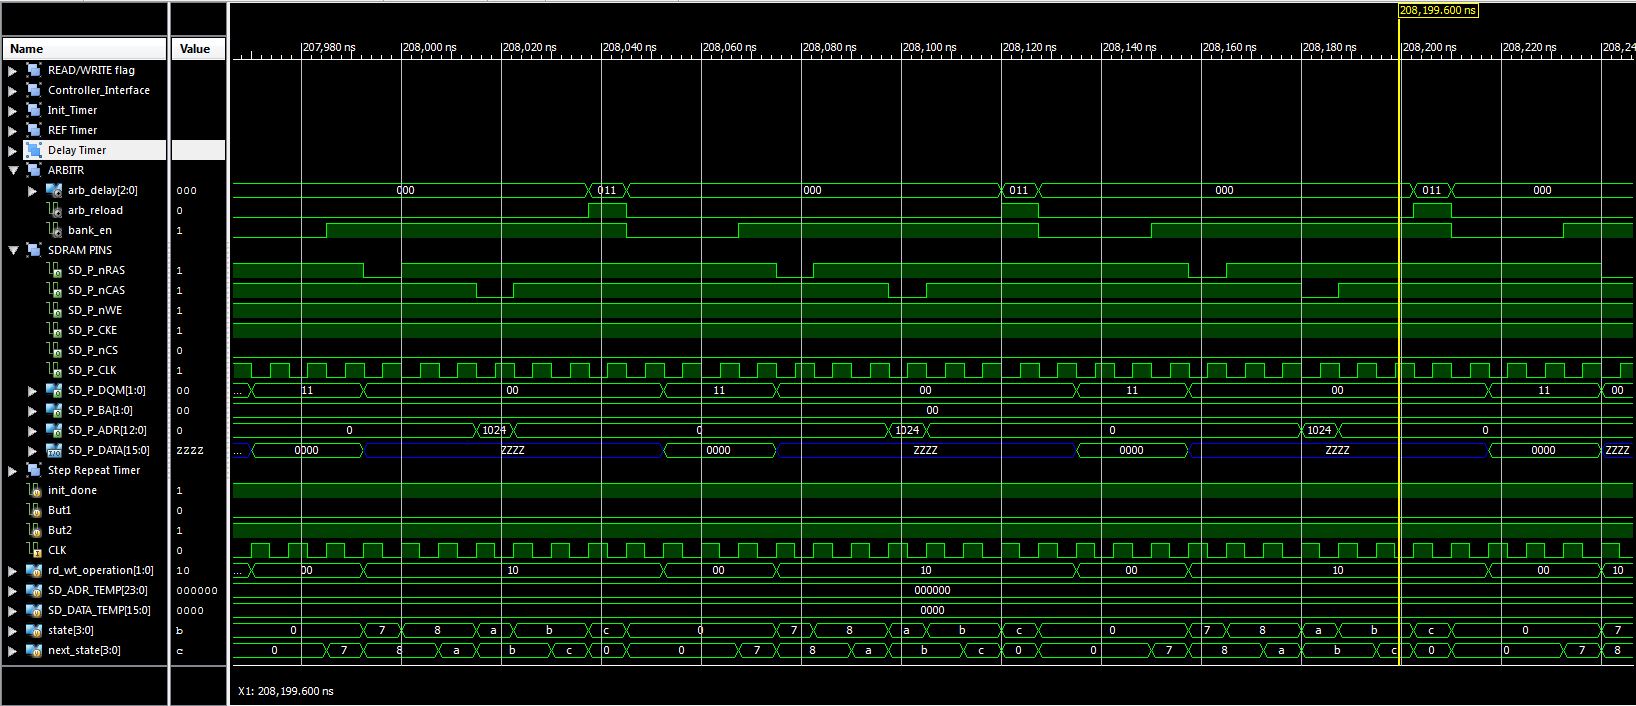 208,199.600 ns
Name Value
207,980 ns 208,000 ns 208,020 ns 208,040 ns 208,060 ns 208,080 ns 208,100 ns 208,120 ns 208,140 ns 208,160 ns 208,180 ns 208,200 ns 208,220 ns 208,24
READ/WRITE flag
Controller_Interface
Init_Timer
REF Timer
Delay Timer
ARBITR
arb_delay[2:0] 000 000 011 000 011 000 011 000
arb_reload 0
bank_en 1
SDRAM PINS
SD_P_nRAS 1
SD_P_nCAS 1
SD_P_nWE 1
SD_P_CKE 1
SD_P_nCS 0
SD_P_CLK 1
SD_P_DQM[1:0] 00 ... 11 00 11 00 11 00 11 00
SD_P_BA[1:0] 00 00
SD_P_ADR[12:0] 0 0 1024 0 1024 0 1024 0
SD_P_DATA[15:0] ZZZZ ... 0000 ZZZZ 0000 ZZZZ 0000 ZZZZ 0000 ZZZZ
Step Repeat Timer
init_done 1
But1 0
But2 1
CLK 0
rd_wt_operation[1:0] 10 ... 00 10 00 10 00 10 00 10
SD_ADR_TEMP[23:0] 000000 000000
SD_DATA_TEMP[15:0] 0000 0000
state[3:0] b 0 7 8 a b c 0 7 8 a b c 0 7 8 a b c 0 7
next_state[3:0] c 0 7 8 a b c 0 0 7 8 a b c 0 0 7 8 a b c 0 0 7 8
X1: 208,199.600 ns